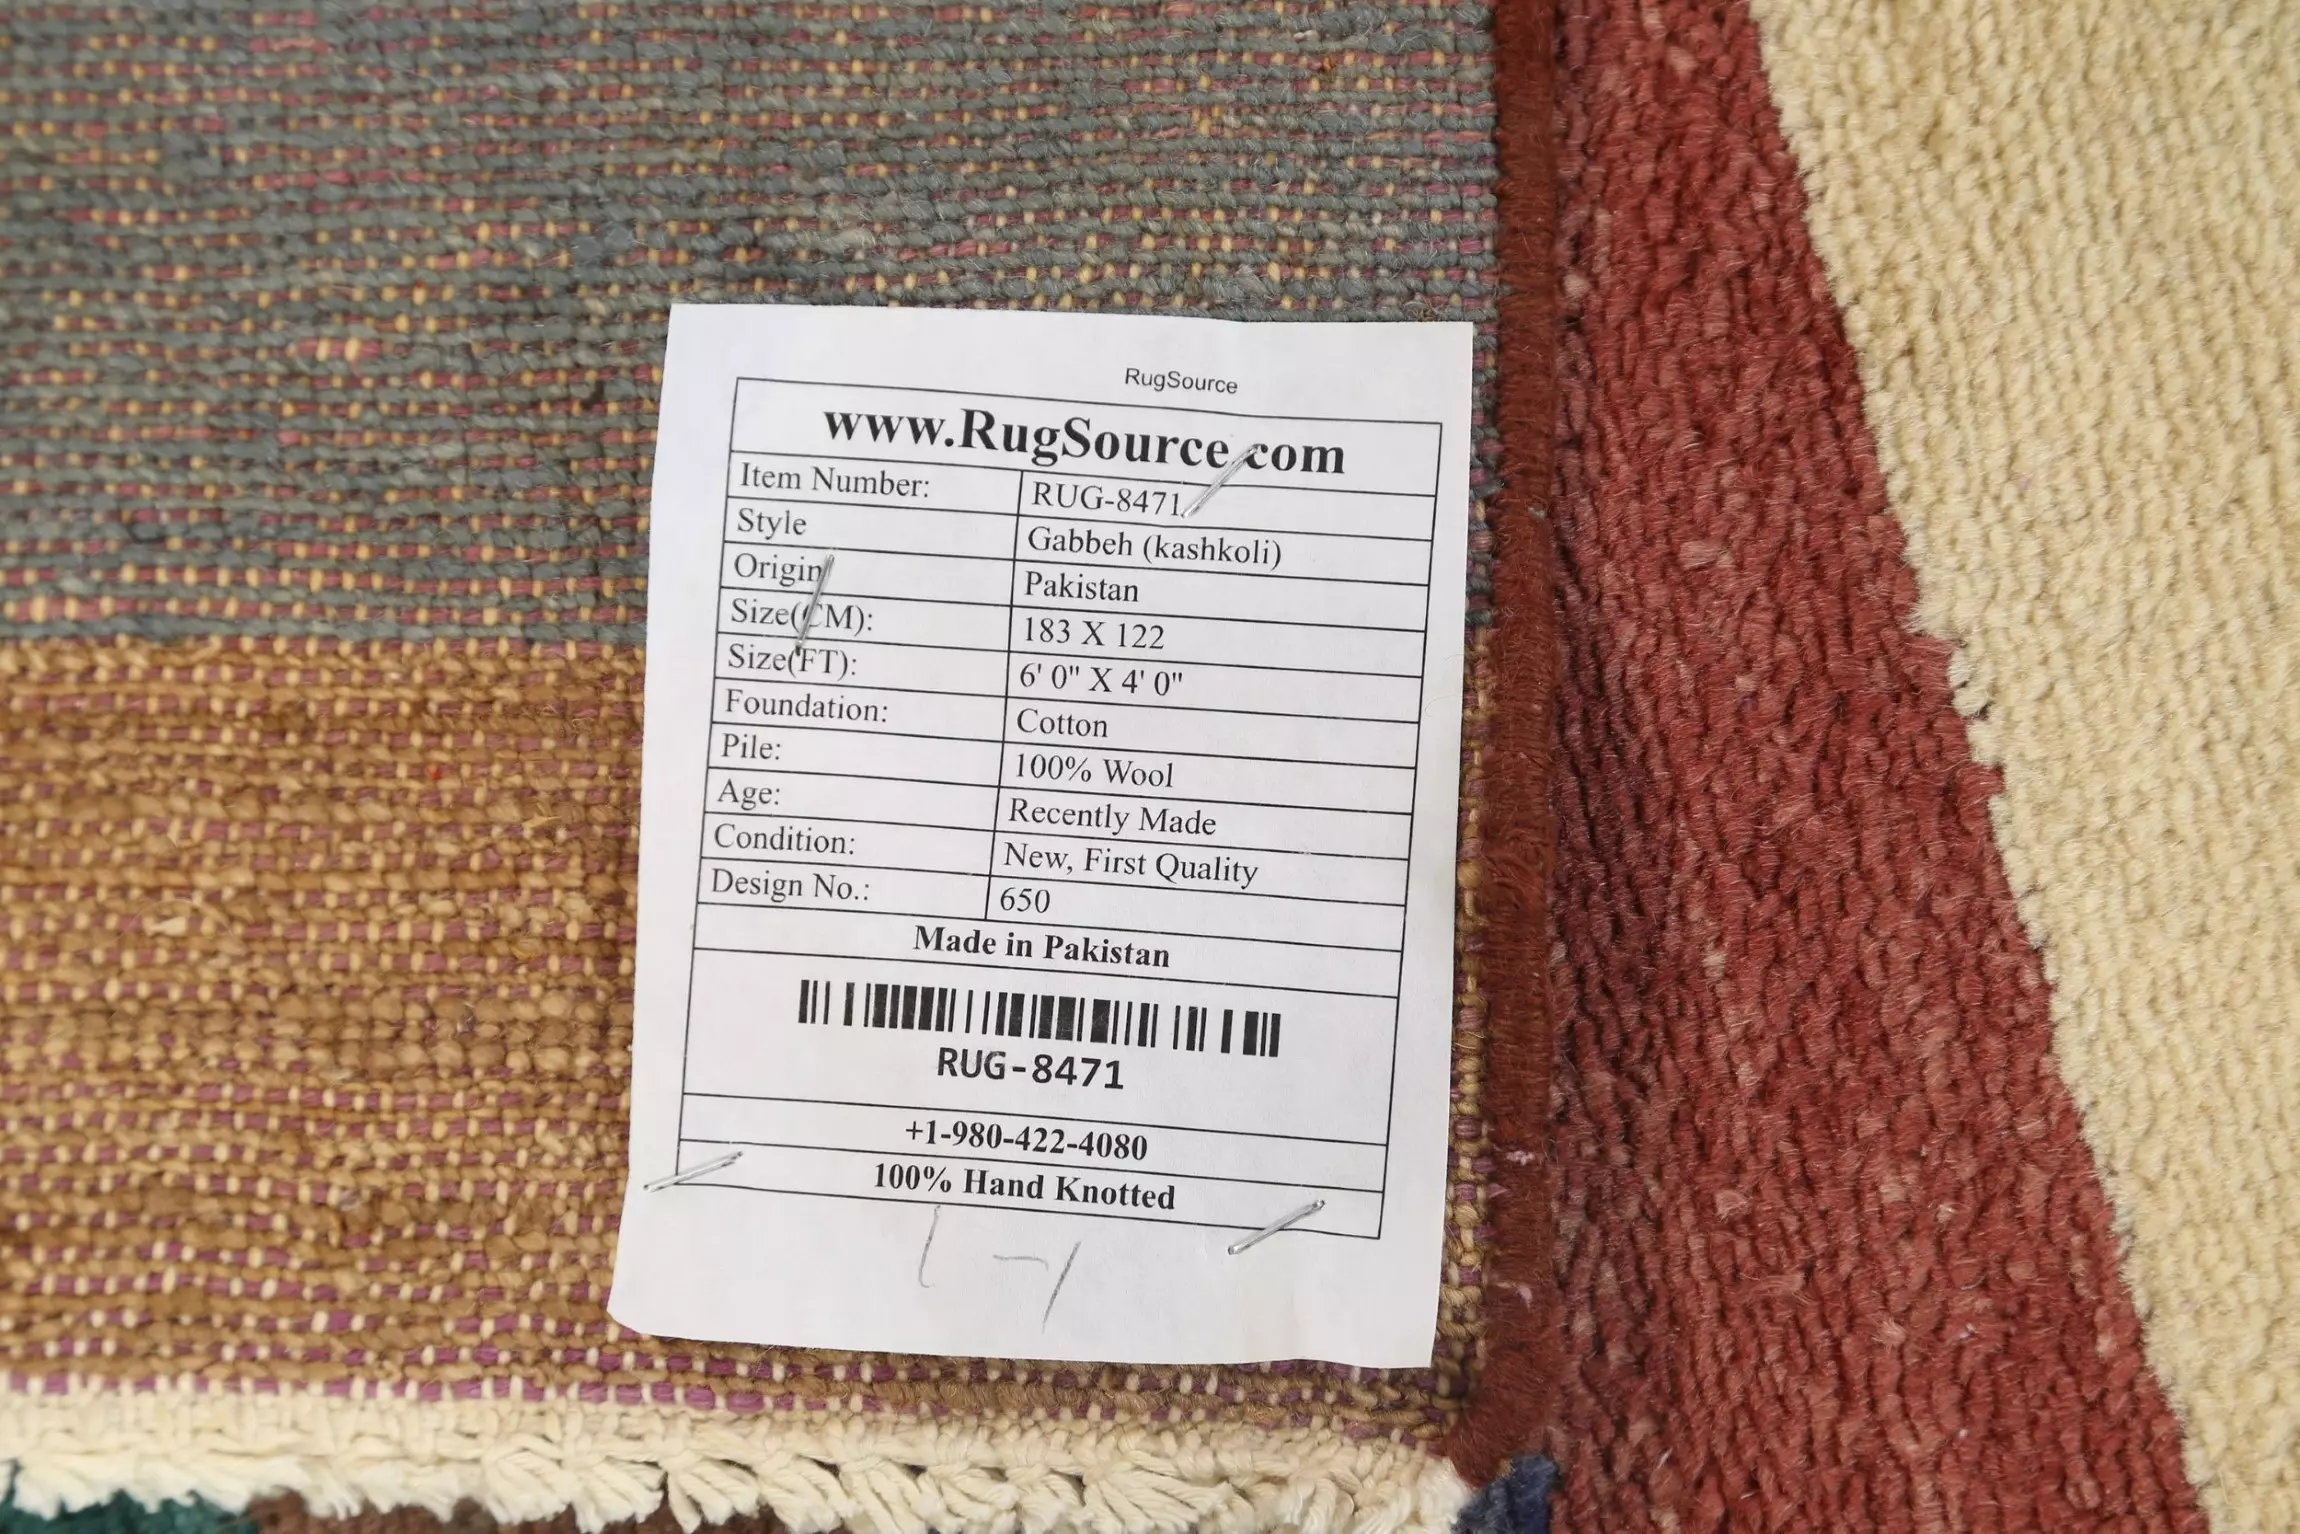 RugSource
www.RugSource.com
Item Number: RUG-8471
Style Gabbeh (kashkoli)
Origin Pakistan
Size(CM): 183 X 122
Size(FT): 6' 0" X 4' 0"
Foundation: Cotton
Pile: 100% Wool
Age: Recently Made
Condition: New, First Quality
Design No.: 650
Made in Pakistan
RUG-8471
+1-980-422-4080
100% Hand Knotted